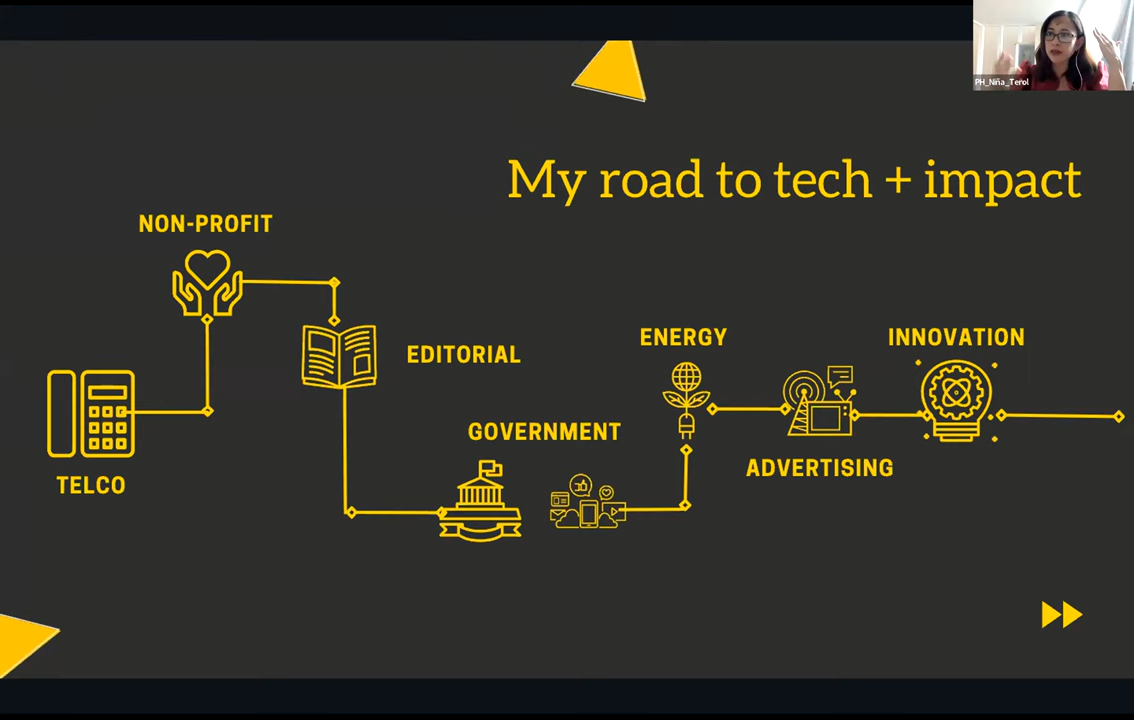 PH_Niña_Terol
My road to tech + impact
NON-PROFIT
EDITORIAL
ENERGY
INNOVATION
GOVERNMENT
ADVERTISING
TELCO